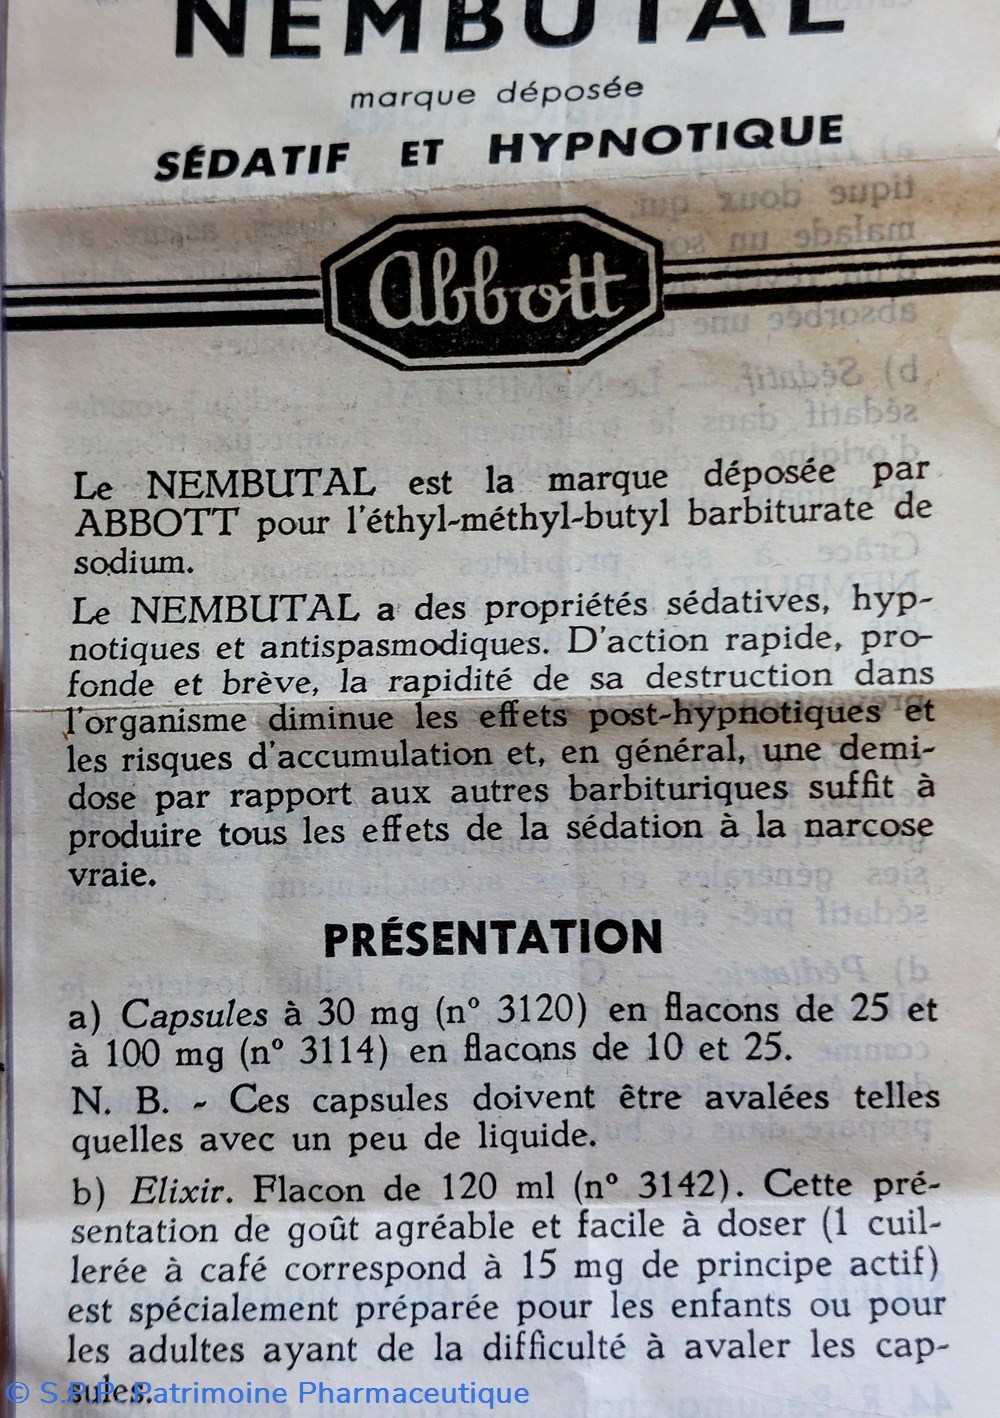 NEMBUTAL
marque déposée
SÉDATIF ET HYPNOTIQUE
Abbott
Le NEMBUTAL est la marque déposée par
ABBOTT pour l'éthyl-méthyl-butyl barbiturate de
sodium.
Le NEMBUTAL a des propriétés sédatives, hyp-
notiques et antispasmodiques. D'action rapide, pro-
fonde et brève, la rapidité de sa destruction dans
l'organisme diminue les effets post-hypnotiques et
les risques d'accumulation et, en général, une demi-
dose par rapport aux autres barbituriques suffit à
produire tous les effets de la sédation à la narcose
vraie.
PRÉSENTATION
a) Capsules à 30 mg (n° 3120) en flacons de 25 et
à 100 mg (n° 3114) en flacons de 10 et 25.
N. B. - Ces capsules doivent être avalées telles
quelles avec un peu de liquide.
b) Elixir. Flacon de 120 ml (n° 3142). Cette pré-
sentation de goût agréable et facile à doser (1 cuil-
lerée à café correspond à 15 mg de principe actif)
est spécialement préparée pour les enfants ou pour
les adultes ayant de la difficulté à avaler les cap-
sules.
© S.P.P. Patrimoine Pharmaceutique